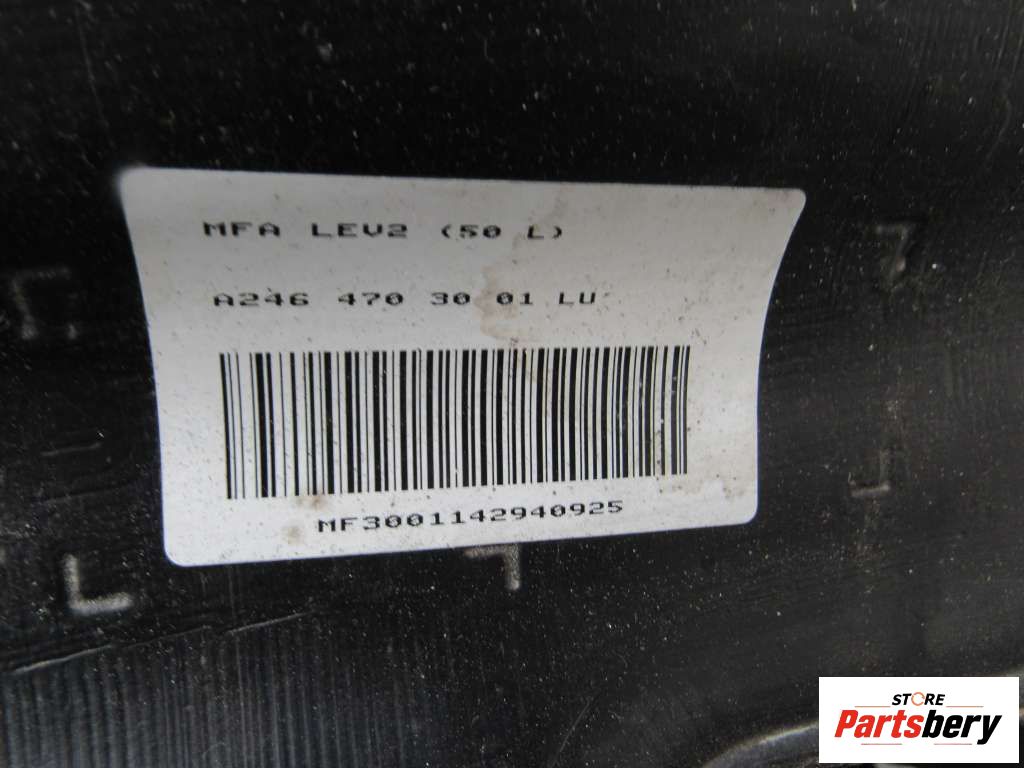 MFA LEV2 (50 L)
A246 470 30 01 LU
MF3001142940925
STORE
Partsbery